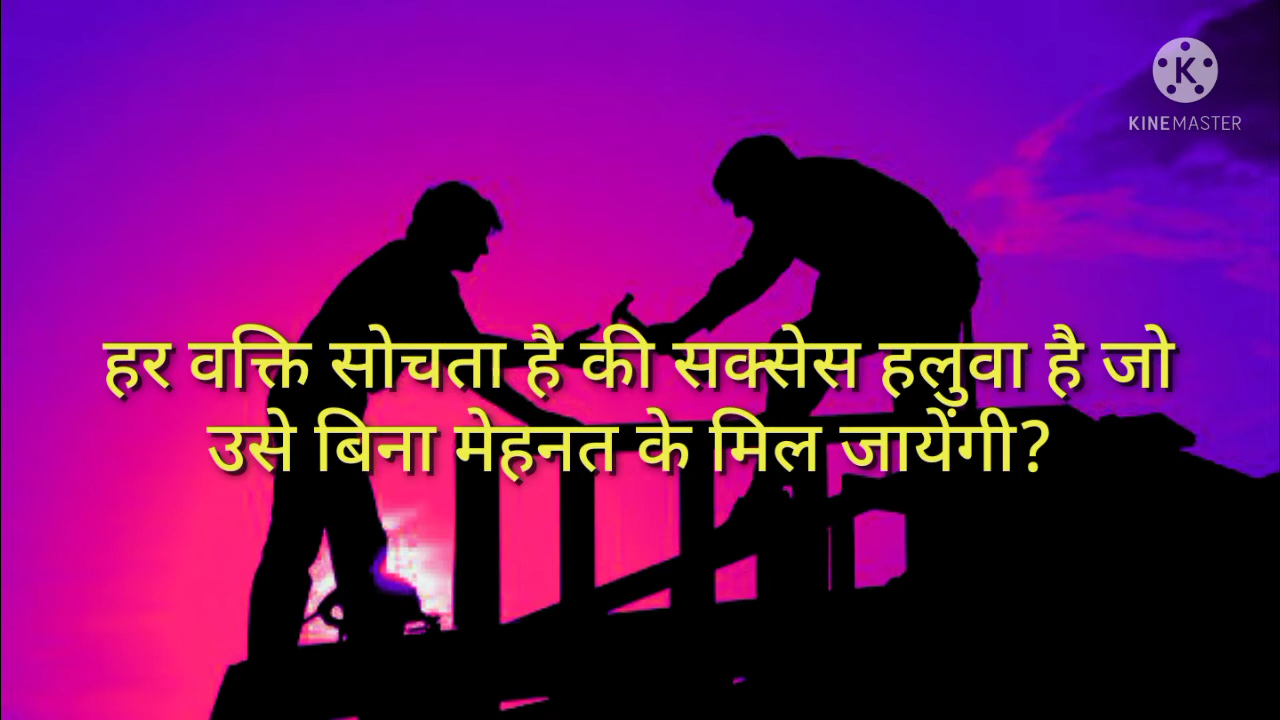 KINEMASTER
हर वक्ति सोचता है की सक्सेस हलुवा है जो
उसे बिना मेहनत के मिल जायेंगी?